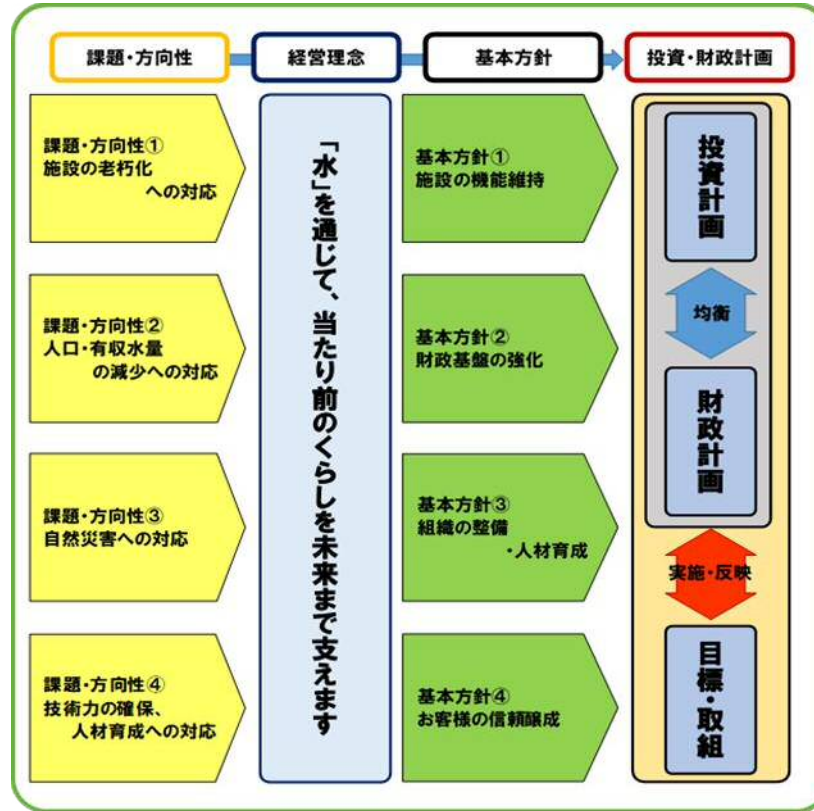 課題・方向性
経営理念
基本方針
投資・財政計画
課題・方向性①
施設の老朽化
への対応
課題・方向性②
人口・有収水量
の減少への対応
課題・方向性③
自然災害への対応
課題・方向性④
技術力の確保、
人材育成への対応
「水」を通じて、当たり前のくらしを未来まで支えます
基本方針①
施設の機能維持
基本方針②
財政基盤の強化
基本方針③
組織の整備
・人材育成
基本方針④
お客様の信頼醸成
投資計画
均衡
財政計画
実施・反映
目標・取組